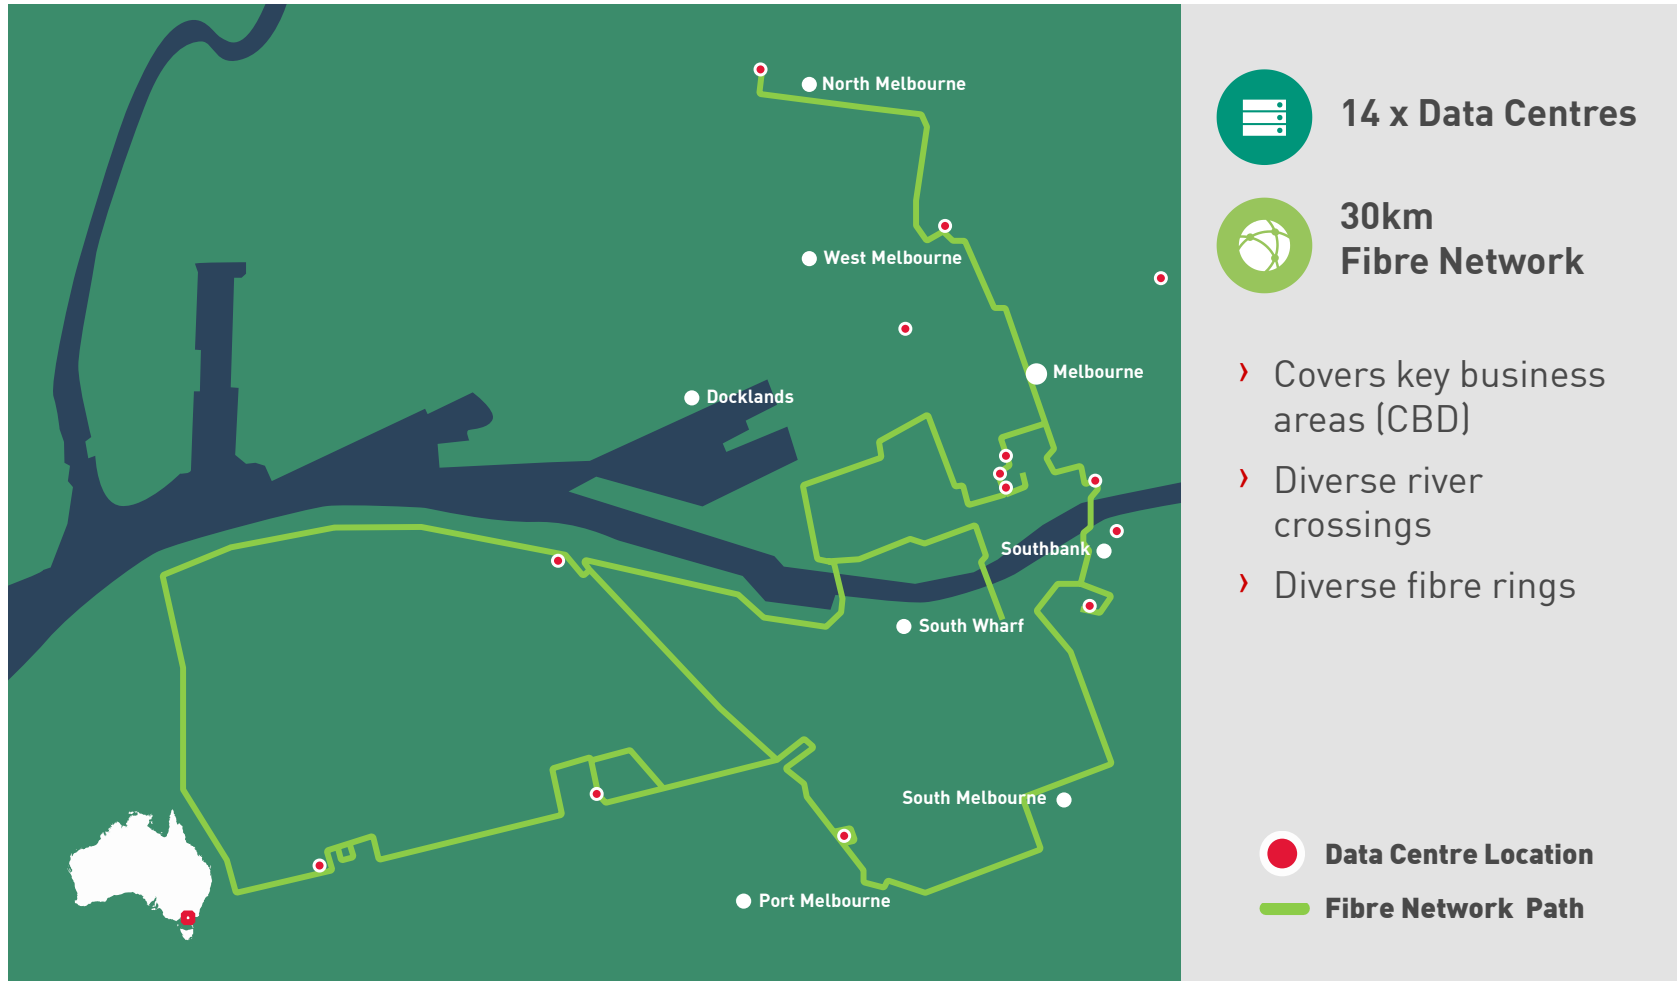 North Melbourne
West Melbourne
Melbourne
Docklands
Southbank
South Wharf
South Melbourne
Port Melbourne
14 x Data Centres
30km
Fibre Network
› Covers key business
areas (CBD)
› Diverse river
crossings
› Diverse fibre rings
Data Centre Location
Fibre Network Path